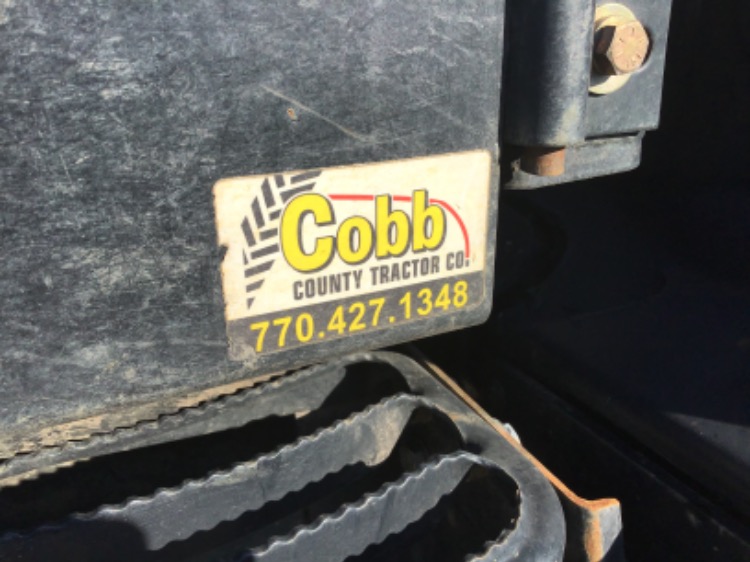 Cobb
COUNTY TRACTOR CO.
770.427.1348